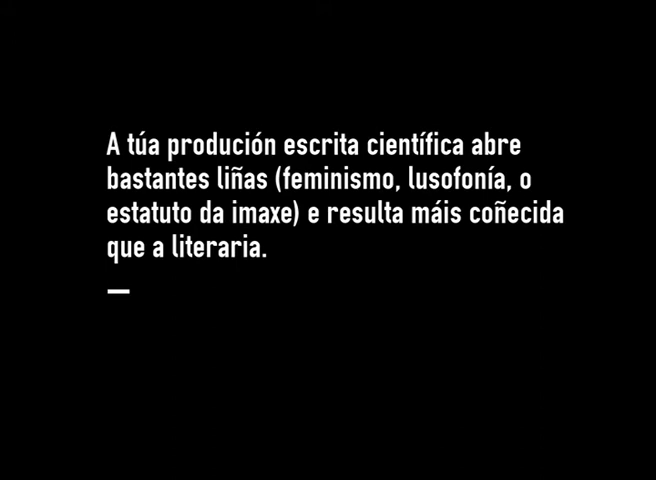 A túa produción escrita científica abre
bastantes liñas (feminismo, lusofonía, o
estatuto da imaxe) e resulta máis coñecida
que a literaria.